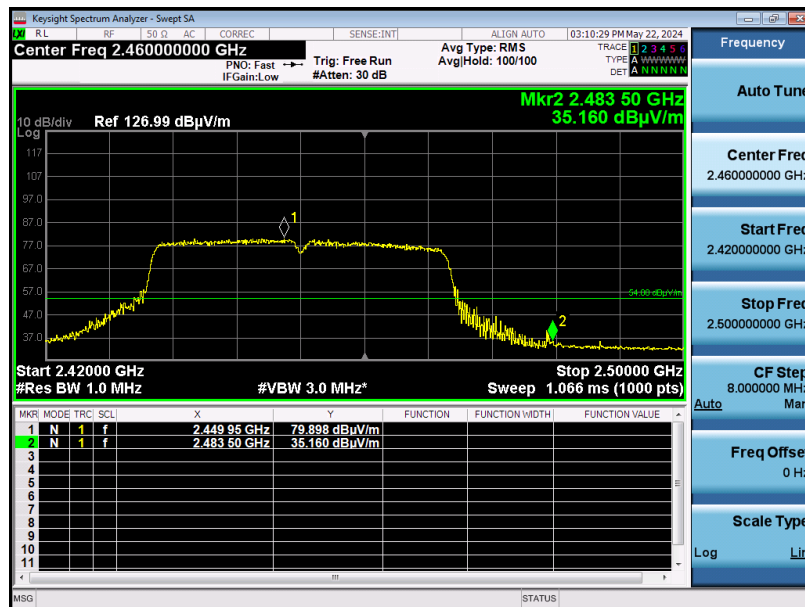 Keysight Spectrum Analyzer - Swept SA
LXI RL RF 50 Ω AC CORREC SENSE:INT ALIGN AUTO 03:10:29 PM May 22, 2024
Center Freq 2.460000000 GHz
PNO: Fast
IFGain:Low
Trig: Free Run
#Atten: 30 dB
Avg Type: RMS
Avg|Hold: 100/100
TRACE 1 2 3 4 5 6
TYPE A W W W W W
DET A N N N N N
Mkr2 2.483 50 GHz
35.160 dBµV/m
10 dB/div Ref 126.99 dBµV/m
Log
117
107
97.0
87.0
77.0
67.0
57.0
47.0
37.0
1
2
54.00 dBµV/m
Start 2.42000 GHz Stop 2.50000 GHz
#Res BW 1.0 MHz #VBW 3.0 MHz* Sweep 1.066 ms (1000 pts)
MKR MODE TRC SCL X Y FUNCTION FUNCTION WIDTH FUNCTION VALUE
1 N 1 f 2.449 95 GHz 79.898 dBµV/m
2 N 1 f 2.483 50 GHz 35.160 dBµV/m
3
4
5
6
7
8
9
10
11
MSG STATUS
Frequency
Auto Tune
Center Freq
2.460000000 GHz
Start Freq
2.420000000 GHz
Stop Freq
2.500000000 GHz
CF Step
8.000000 MHz
Auto Man
Freq Offset
0 Hz
Scale Type
Log Lin